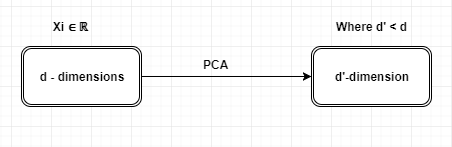 Xi ∈ ℝ
Where d' < d
d - dimensions
PCA
d'-dimension